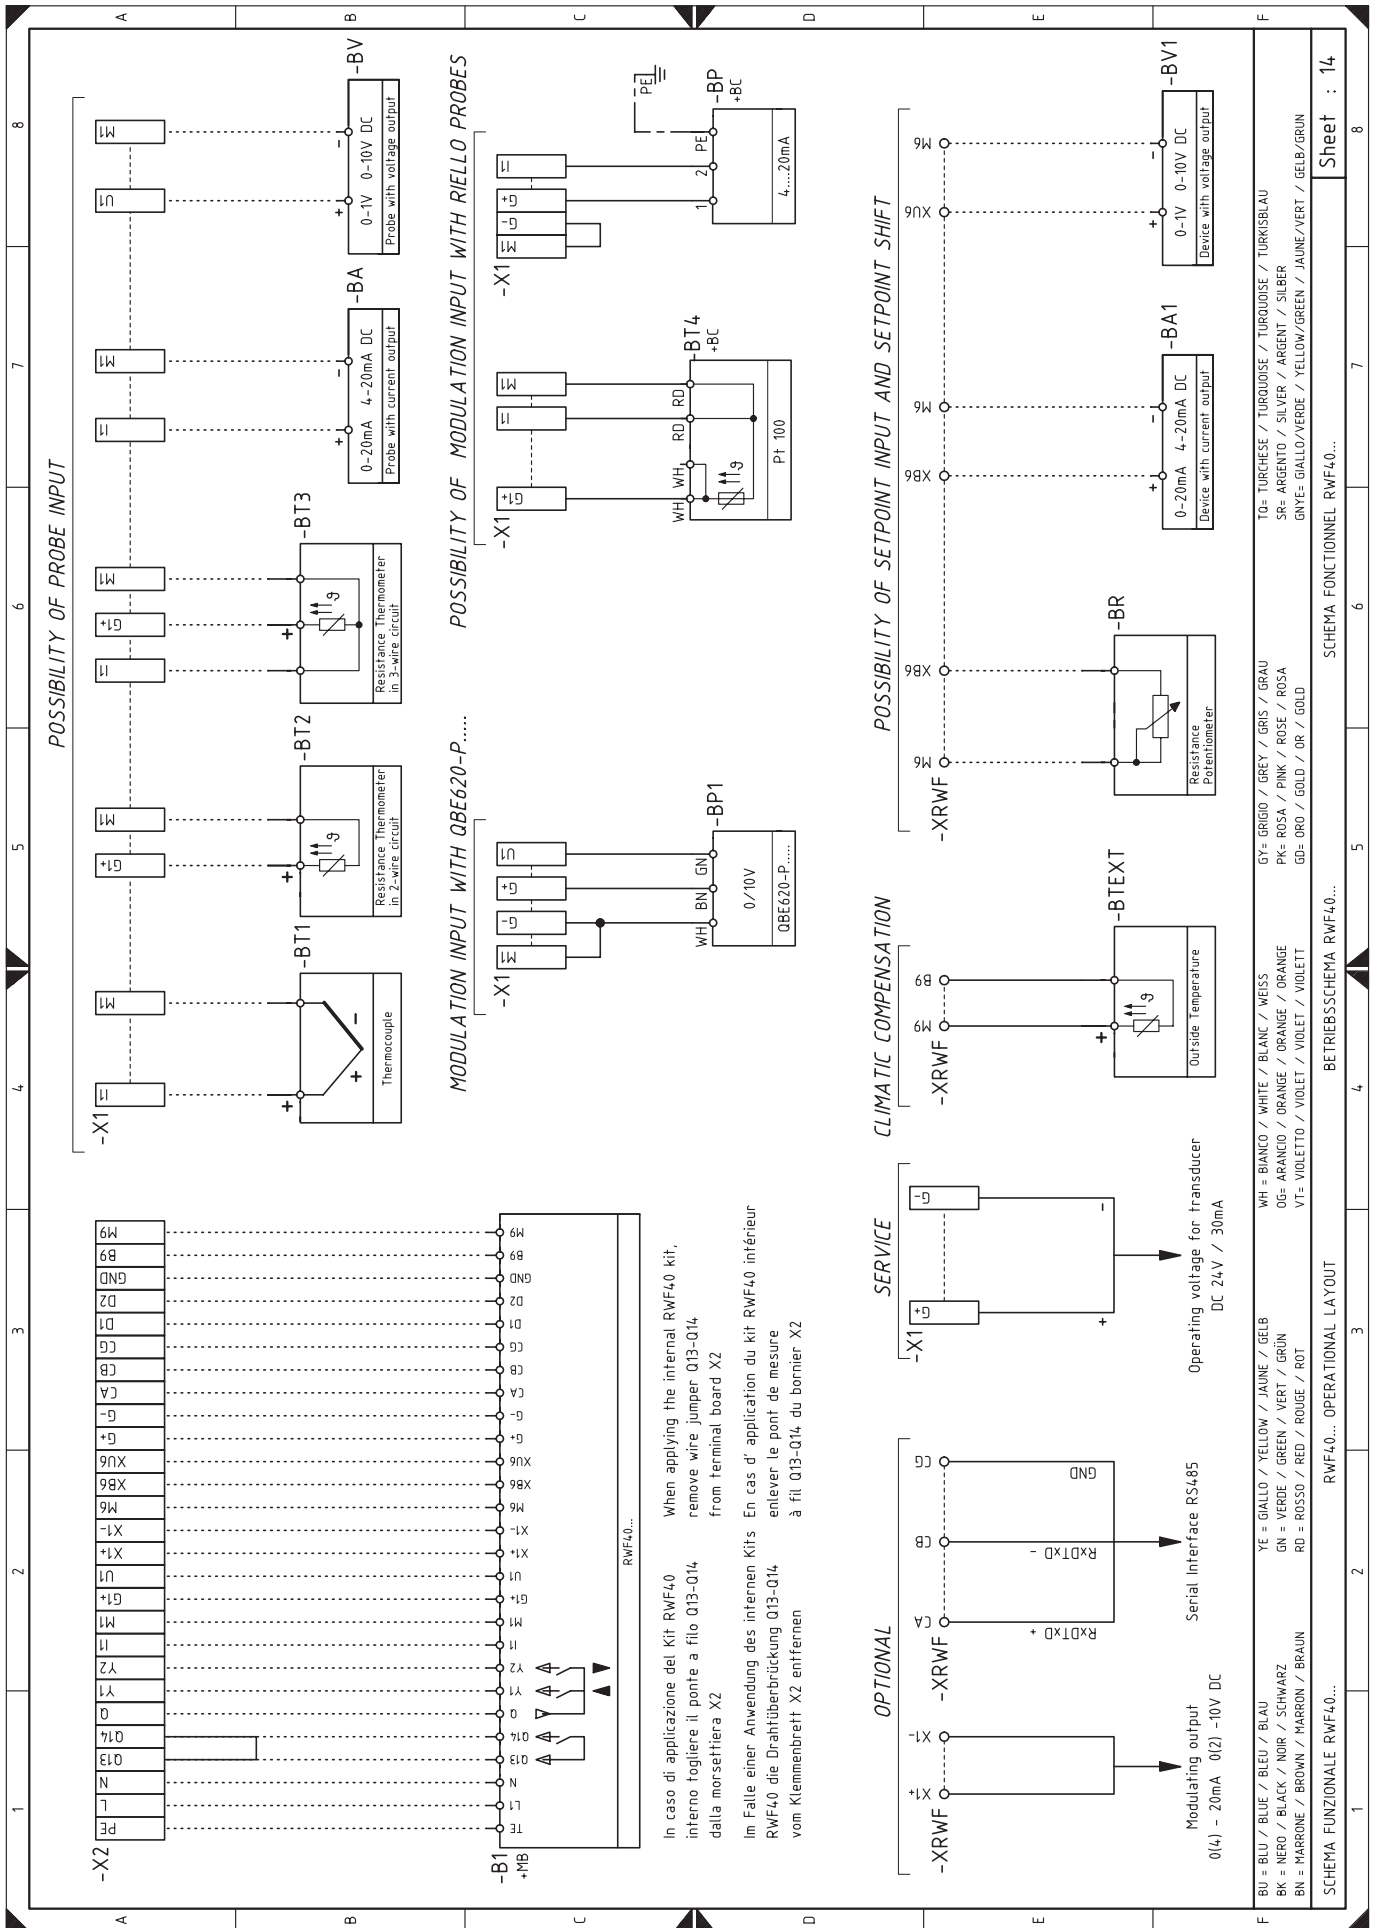 1 2 3 4 5 6 7 8
A
B
C
D
E
F
-X2
PE L N Q13 Q14 Q Y1 Y2 I1 M1 G1+ U1 X1+ X1- M6 XB6 XU6 G+ G- CA CB CG D1 D2 GND B9 M9
-B1
+MB
TE L1 N Q13 Q14 Q Y1 Y2 I1 M1 G1+ U1 X1+ X1- M6 XB6 XU6 G+ G- CA CB CG D1 D2 GND B9 M9
RWF40...
In caso di applicazione del Kit RWF40
interno togliere il ponte a filo Q13-Q14
dalla morsettiera X2
When applying the internal RWF40 kit,
remove wire jumper Q13-Q14
from terminal board X2
Im Falle einer Anwendung des internen Kits
RWF40 die Drahtüberbrückung Q13-Q14
vom Klemmenbrett X2 entfernen
En cas d' application du kit RWF40 intérieur
enlever le pont de mesure
à fil Q13-Q14 du bornier X2
POSSIBILITY OF PROBE INPUT
-X1
I1 M1 G1+ M1 I1 G1+ M1 I1 M1 U1 M1
-BT1
+
+ -
Thermocouple
-BT2
+ -
ϑ
Resistance Thermometer
in 2-wire circuit
-BT3
+ -
ϑ
Resistance Thermometer
in 3-wire circuit
-BA
+ -
0-20mA 4-20mA DC
Probe with current output
-BV
+ -
0-1V 0-10V DC
Probe with voltage output
MODULATION INPUT WITH QBE620-P.....
-X1
M1 G- G+ U1
WH BN GN
-BP1
0/10V
QBE620-P.....
POSSIBILITY OF MODULATION INPUT WITH RIELLO PROBES
-X1
G1+ I1 M1
WH WH RD RD
-BT4
+BC
ϑ
Pt 100
-X1
M1 G- G+ I1
PE
1 2 PE
-BP
+BC
4....20mA
OPTIONAL
-XRWF
X1+ X1-
Modulating output
0(4) - 20mA 0(2) -10V DC
-XRWF
CA CB CG
RxDTxD +
RxDTxD -
GND
Serial Interface RS485
SERVICE
-X1
G+ G-
+ -
Operating voltage for transducer
DC 24V / 30mA
CLIMATIC COMPENSATION
-XRWF
M9 B9
-BTEXT
+
ϑ
Outside Temperature
POSSIBILITY OF SETPOINT INPUT AND SETPOINT SHIFT
-XRWF
M6 XB6 XB6 M6 XU6 M6
-BR
Resistance
Potentiometer
-BA1
+ -
0-20mA 4-20mA DC
Device with current output
-BV1
+ -
0-1V 0-10V DC
Device with voltage output
BU = BLU / BLUE / BLEU / BLAU
BK = NERO / BLACK / NOIR / SCHWARZ
BN = MARRONE / BROWN / MARRON / BRAUN
YE = GIALLO / YELLOW / JAUNE / GELB
GN = VERDE / GREEN / VERT / GRÜN
RD = ROSSO / RED / ROUGE / ROT
WH = BIANCO / WHITE / BLANC / WEISS
OG= ARANCIO / ORANGE / ORANGE / ORANGE
VT= VIOLETTO / VIOLET / VIOLET / VIOLETT
GY= GRIGIO / GREY / GRIS / GRAU
PK= ROSA / PINK / ROSE / ROSA
GD= ORO / GOLD / OR / GOLD
TQ= TURCHESE / TURQUOISE / TURQUOISE / TURKISBLAU
SR= ARGENTO / SILVER / ARGENT / SILBER
GNYE= GIALLO/VERDE / YELLOW/GREEN / JAUNE/VERT / GELB/GRUN
SCHEMA FUNZIONALE RWF40...
RWF40... OPERATIONAL LAYOUT
BETRIEBSSCHEMA RWF40...
SCHEMA FONCTIONNEL RWF40...
Sheet : 14
1 2 3 4 5 6 7 8
A
B
C
D
E
F